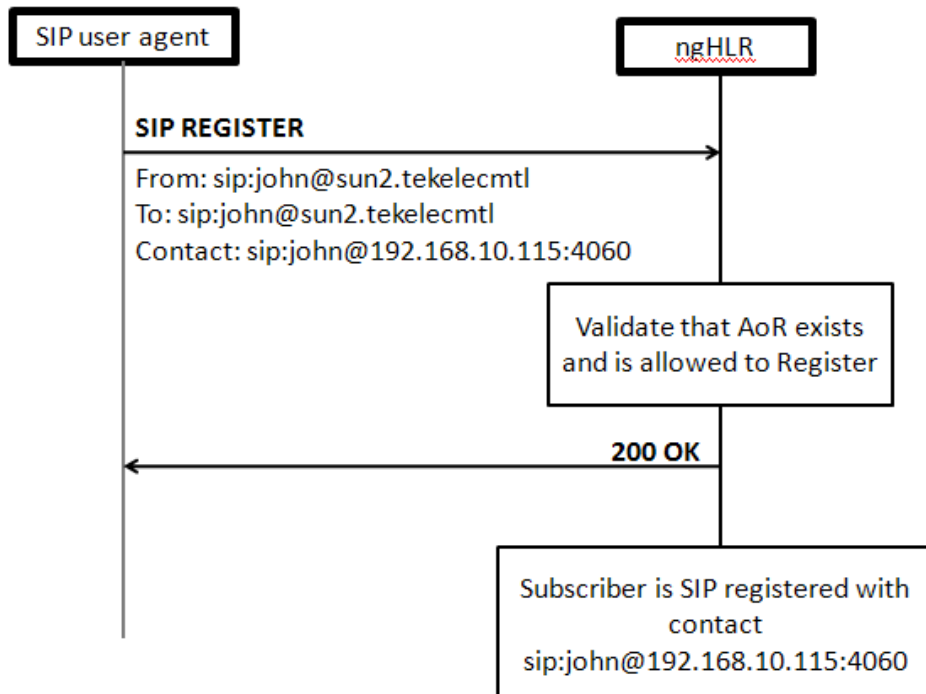 SIP user agent
ngHLR
SIP REGISTER
From: sip:john@sun2.tekelecmtl
To: sip:john@sun2.tekelecmtl
Contact: sip:john@192.168.10.115:4060
Validate that AoR exists
and is allowed to Register
200 OK
Subscriber is SIP registered with
contact
sip:john@192.168.10.115:4060